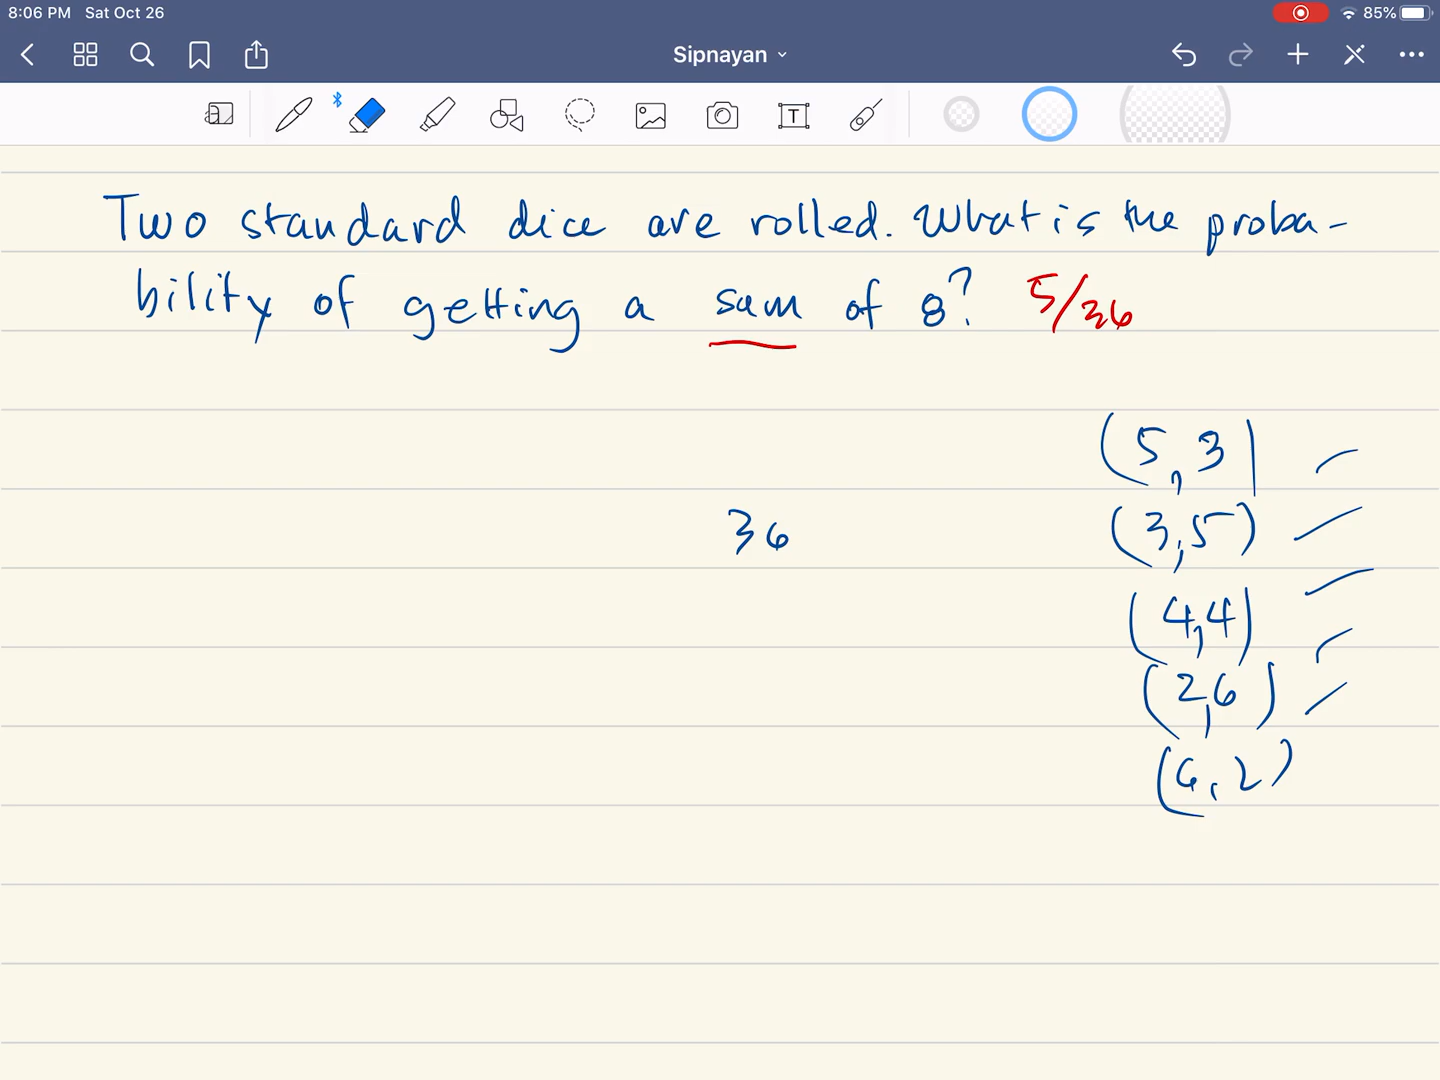 8:06 PM Sat Oct 26
85%
Sipnayan
Two standard dice are rolled. What is the proba-
bility of getting a sum of 8? 5/36
(5,3)
36
(3,5)
(4,4)
(2,6)
(6,2)